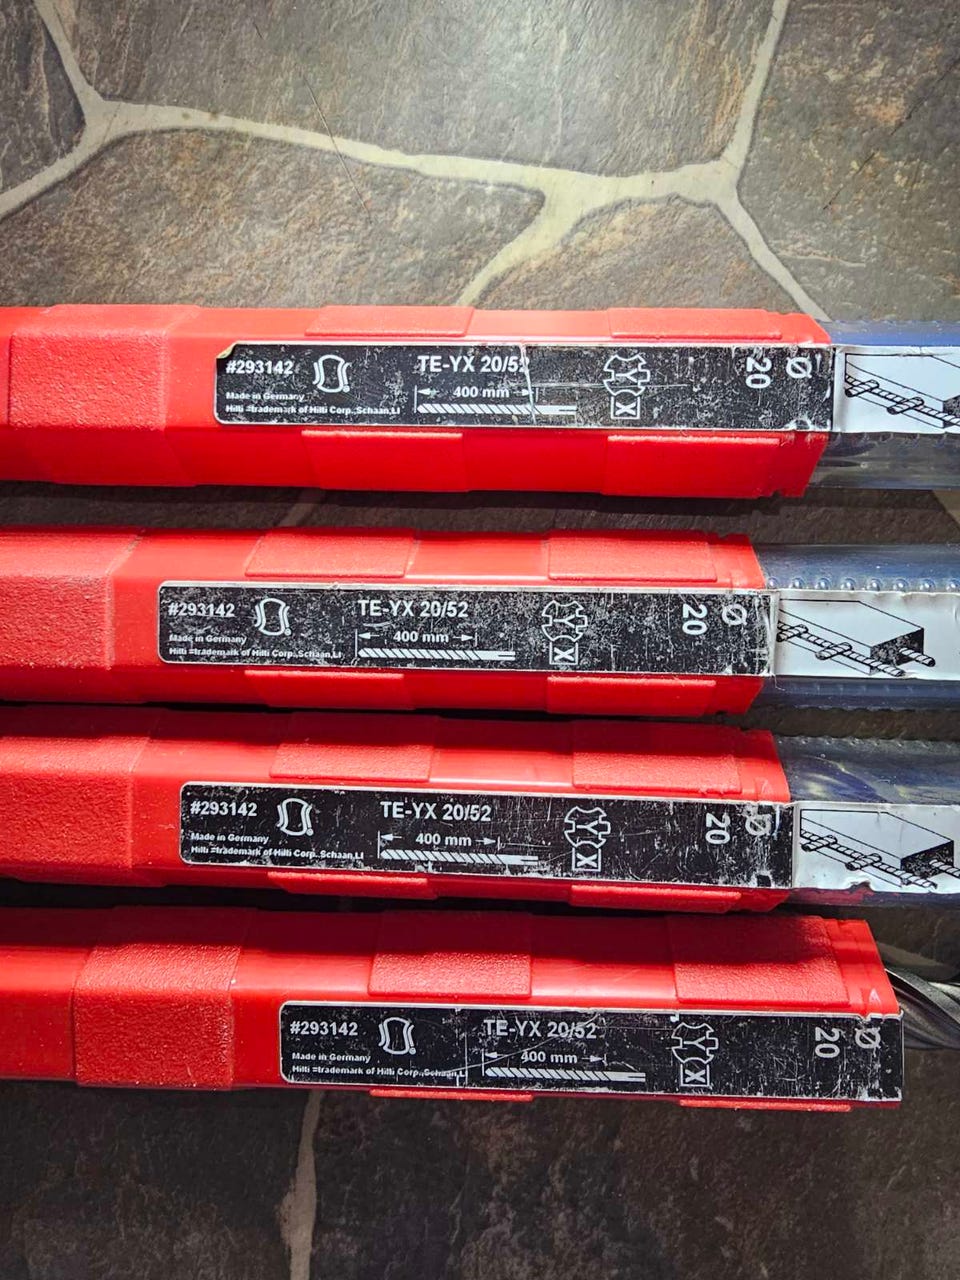 #293142
TE-YX 20/52
400 mm
Made in Germany
Hilti =trademark of Hilti Corp.,Schaan,LI
Y
X
Ø
20
#293142
TE-YX 20/52
400 mm
Made in Germany
Hilti =trademark of Hilti Corp.,Schaan,LI
Y
X
Ø
20
#293142
TE-YX 20/52
400 mm
Made in Germany
Hilti =trademark of Hilti Corp.,Schaan,LI
Y
X
Ø
20
#293142
TE-YX 20/52
400 mm
Made in Germany
Hilti =trademark of Hilti Corp.,Schaan,LI
Y
X
Ø
20